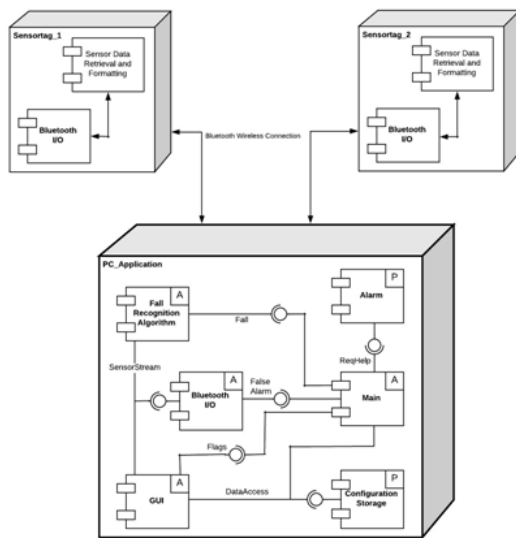 Sensortag_1
Sensor Data
Retrieval and
Formatting
Bluetooth
I/O
Sensortag_2
Sensor Data
Retrieval and
Formatting
Bluetooth
I/O
Bluetooth Wireless Connection
PC_Application
A
Fall
Recognition
Algorithm
Fall
P
Alarm
ReqHelp
SensorStream
A
Bluetooth
I/O
False
Alarm
A
Main
Flags
A
GUI
DataAccess
P
Configuration
Storage